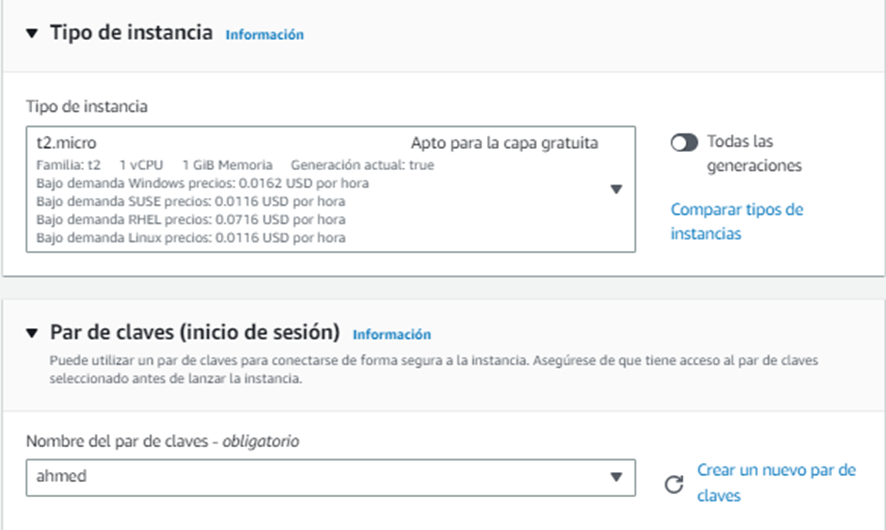 Tipo de instancia Información
Tipo de instancia
t2.micro Apto para la capa gratuita
Familia: t2 1 vCPU 1 GiB Memoria Generación actual: true
Bajo demanda Windows precios: 0.0162 USD por hora
Bajo demanda SUSE precios: 0.0116 USD por hora
Bajo demanda RHEL precios: 0.0716 USD por hora
Bajo demanda Linux precios: 0.0116 USD por hora
Todas las
generaciones
Comparar tipos de
instancias
Par de claves (inicio de sesión) Información
Puede utilizar un par de claves para conectarse de forma segura a la instancia. Asegúrese de que tiene acceso al par de claves
seleccionado antes de lanzar la instancia.
Nombre del par de claves - obligatorio
ahmed
Crear un nuevo par de
claves